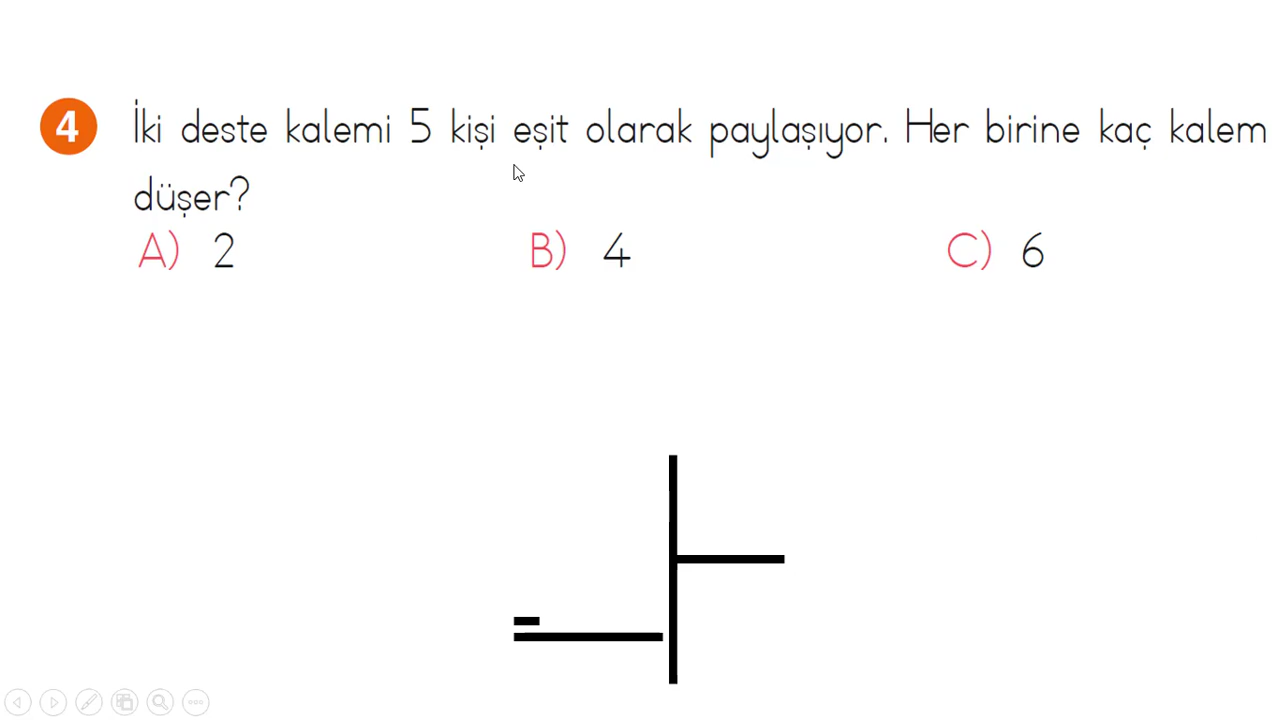 4 İki deste kalemi 5 kişi eşit olarak paylaşıyor. Her birine kaç kalem
düşer?
A) 2 B) 4 C) 6